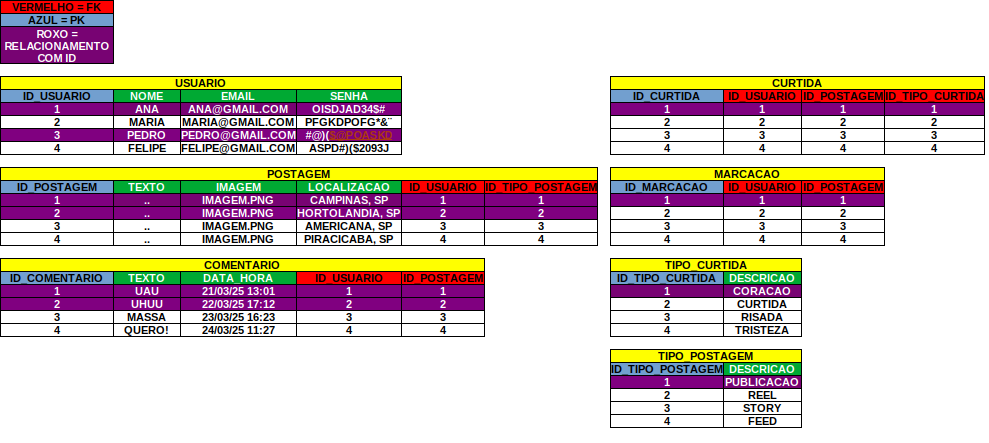 VERMELHO = FK
AZUL = PK
ROXO =
RELACIONAMENTO
COM ID
USUARIO
ID_USUARIO NOME EMAIL SENHA
1 ANA ANA@GMAIL.COM OISDJAD34$#
2 MARIA MARIA@GMAIL.COM PFGKDPOFG*&¨
3 PEDRO PEDRO@GMAIL.COM
4 FELIPE FELIPE@GMAIL.COM ASPD#)($2093J
CURTIDA
ID_CURTIDA ID_USUARIO ID_POSTAGEM ID_TIPO_CURTIDA
1 1 1 1
2 2 2 2
3 3 3 3
4 4 4 4
POSTAGEM
ID_POSTAGEM TEXTO IMAGEM LOCALIZACAO ID_USUARIO ID_TIPO_POSTAGEM
1 .. IMAGEM.PNG CAMPINAS, SP 1 1
2 .. IMAGEM.PNG HORTOLANDIA, SP 2 2
3 .. IMAGEM.PNG AMERICANA, SP 3 3
4 .. IMAGEM.PNG PIRACICABA, SP 4 4
MARCACAO
ID_MARCACAO ID_USUARIO ID_POSTAGEM
1 1 1
2 2 2
3 3 3
4 4 4
COMENTARIO
ID_COMENTARIO TEXTO DATA_HORA ID_USUARIO ID_POSTAGEM
1 UAU 21/03/25 13:01 1 1
2 UHUU 22/03/25 17:12 2 2
3 MASSA 23/03/25 16:23 3 3
4 QUERO! 24/03/25 11:27 4 4
TIPO_CURTIDA
ID_TIPO_CURTIDA DESCRICAO
1 CORACAO
2 CURTIDA
3 RISADA
4 TRISTEZA
TIPO_POSTAGEM
ID_TIPO_POSTAGEM DESCRICAO
1 PUBLICACAO
2 REEL
3 STORY
4 FEED